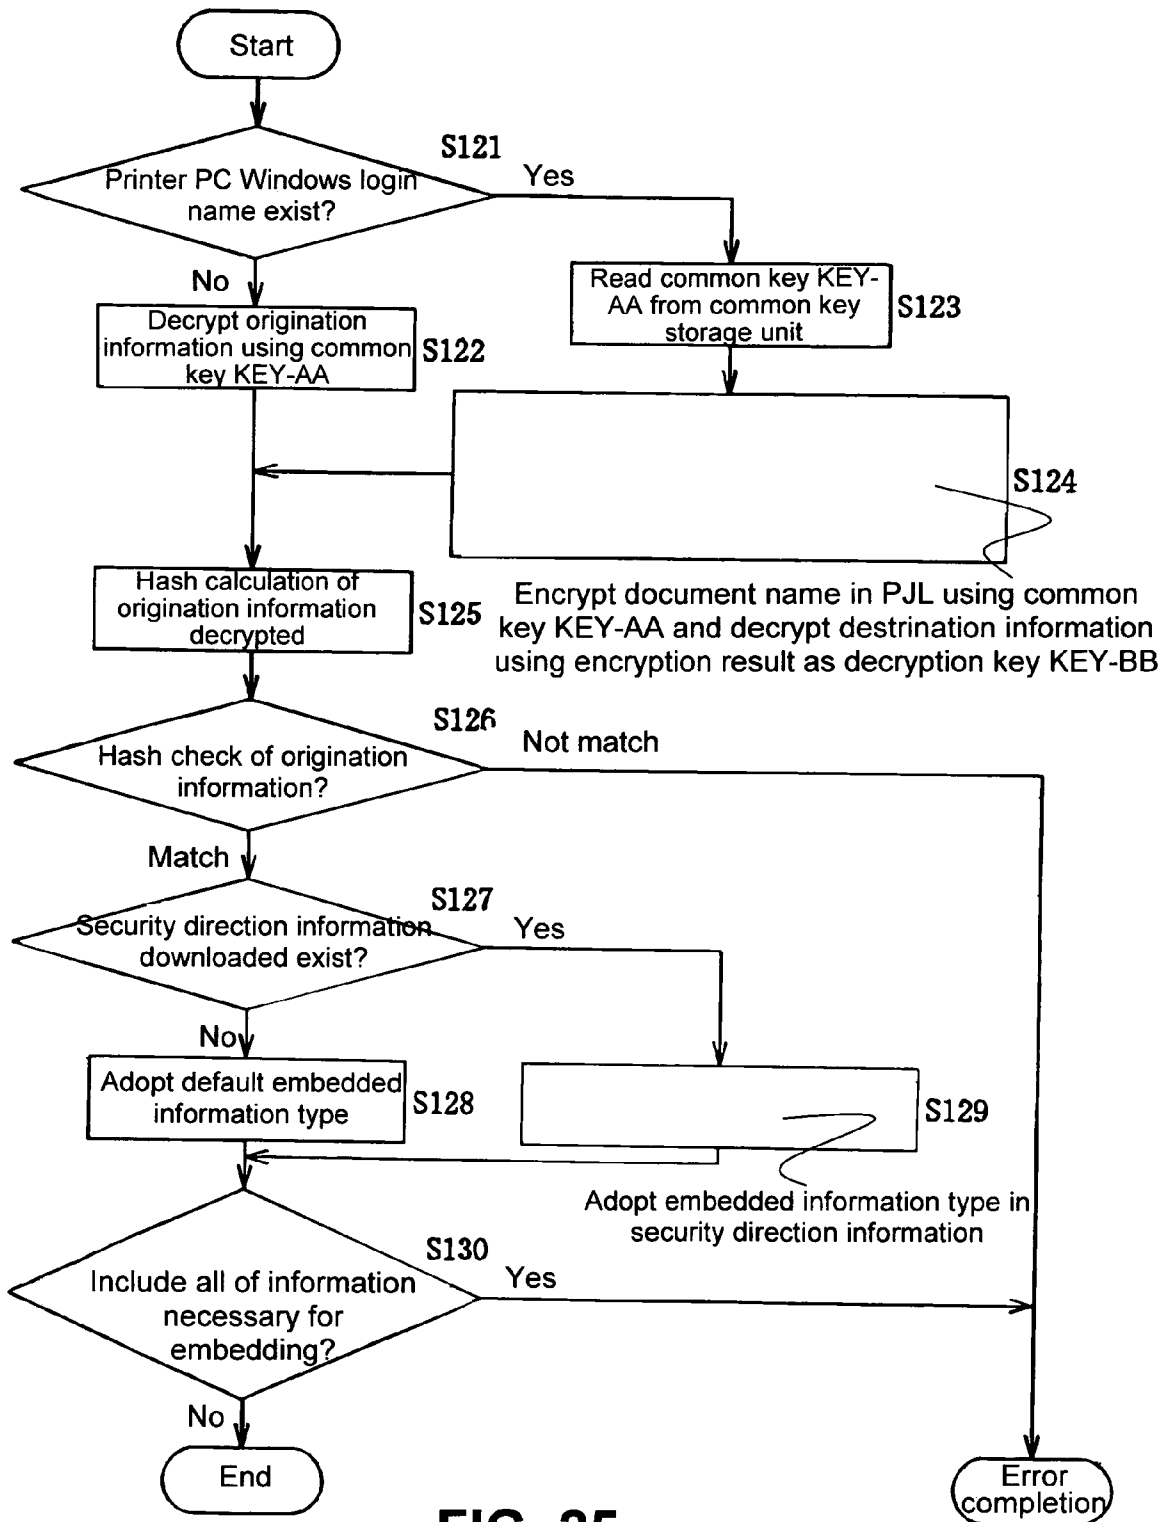 Start
S121
Printer PC Windows login
name exist?
Yes
No
Read common key KEY-
AA from common key
storage unit
S123
Decrypt origination
information using common
key KEY-AA
S122
S124
Encrypt document name in PJL using common
key KEY-AA and decrypt destrination information
using encryption result as decryption key KEY-BB
Hash calculation of
origination information
decrypted
S125
S126
Hash check of origination
information?
Not match
Match
S127
Security direction information
downloaded exist?
Yes
No
Adopt default embedded
information type
S128
S129
Adopt embedded information type in
security direction information
S130
Include all of information
necessary for
embedding?
Yes
No
End
Error
completion